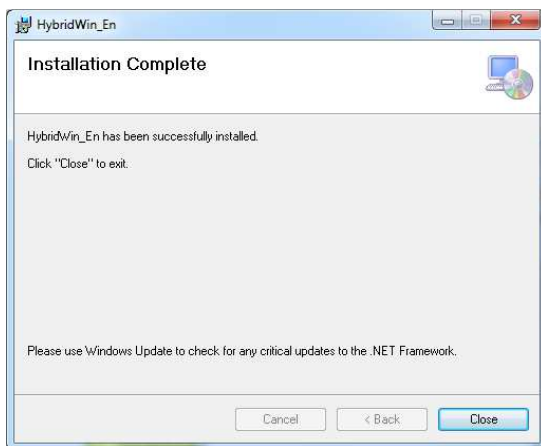 HybridWin_En
Installation Complete
HybridWin_En has been successfully installed.
Click "Close" to exit.
Please use Windows Update to check for any critical updates to the .NET Framework.
Cancel
< Back
Close